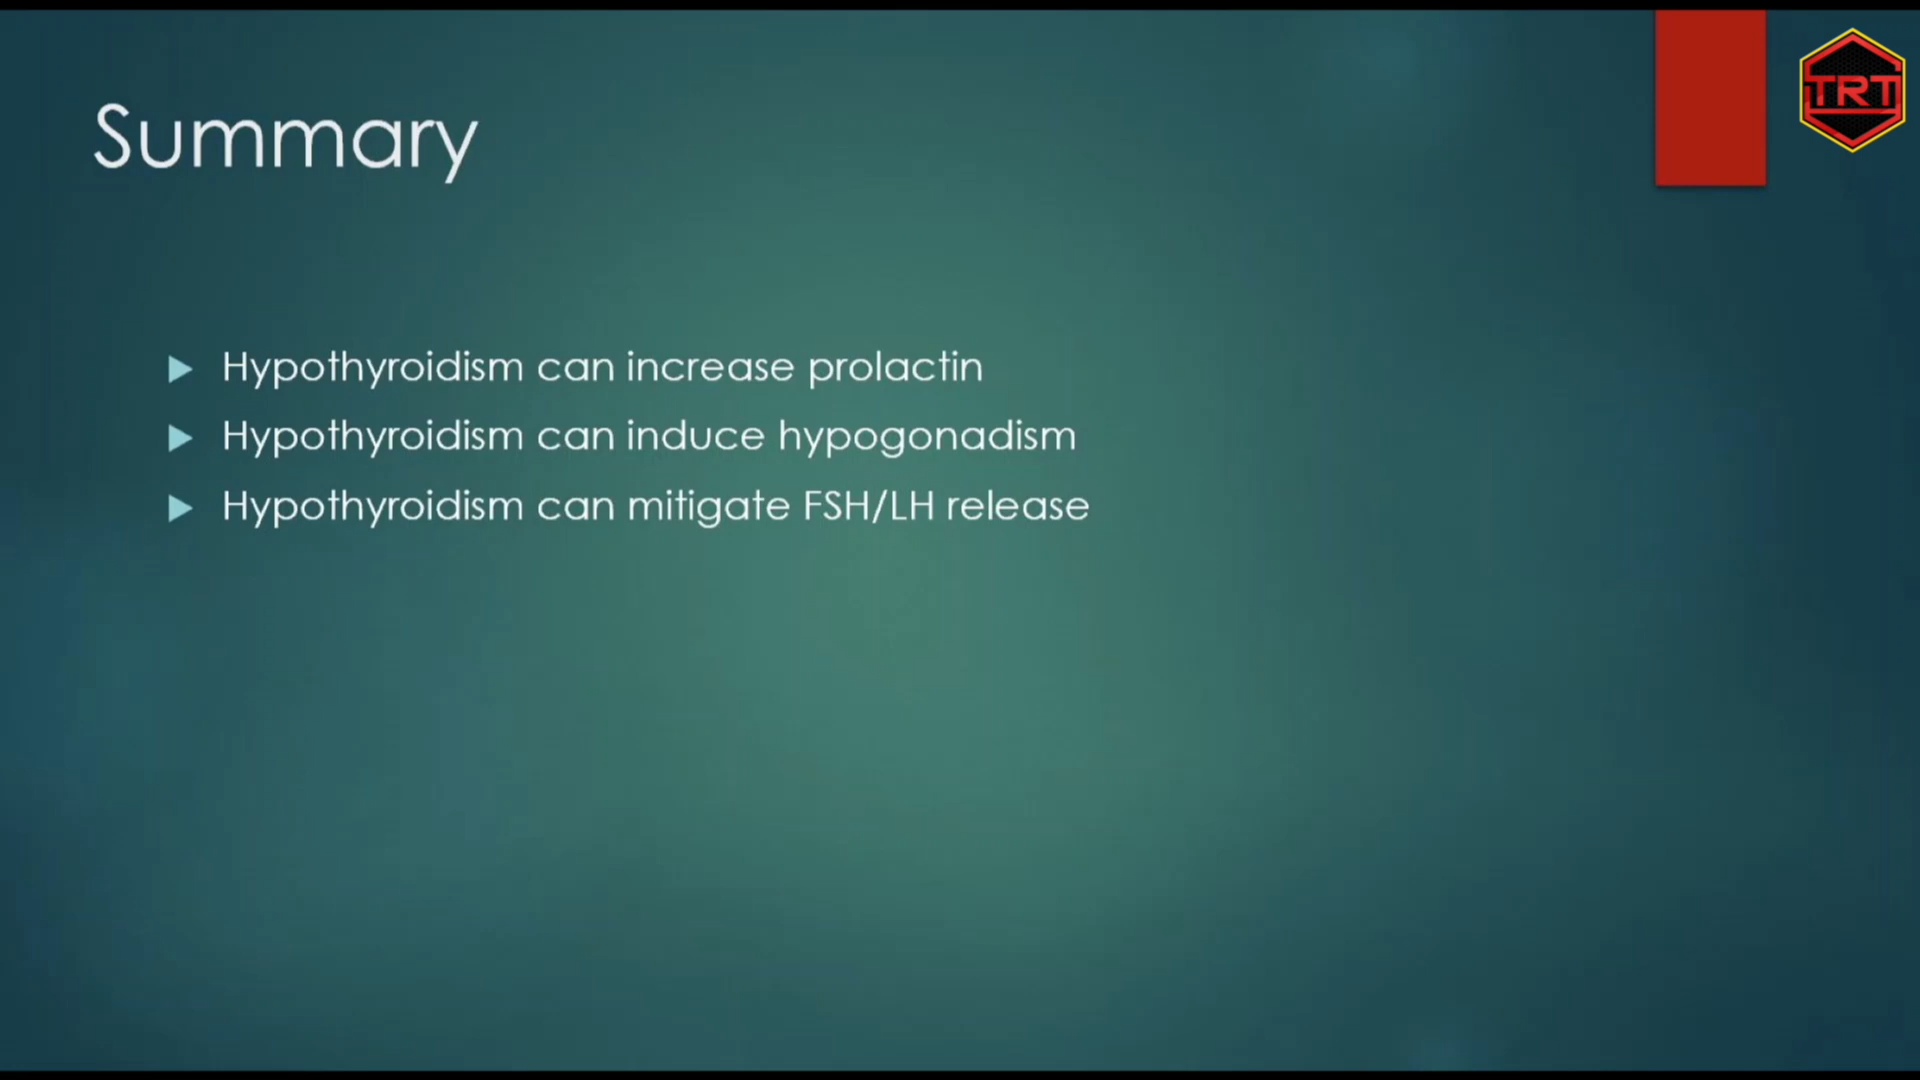 Summary
TRT
Hypothyroidism can increase prolactin
Hypothyroidism can induce hypogonadism
Hypothyroidism can mitigate FSH/LH release